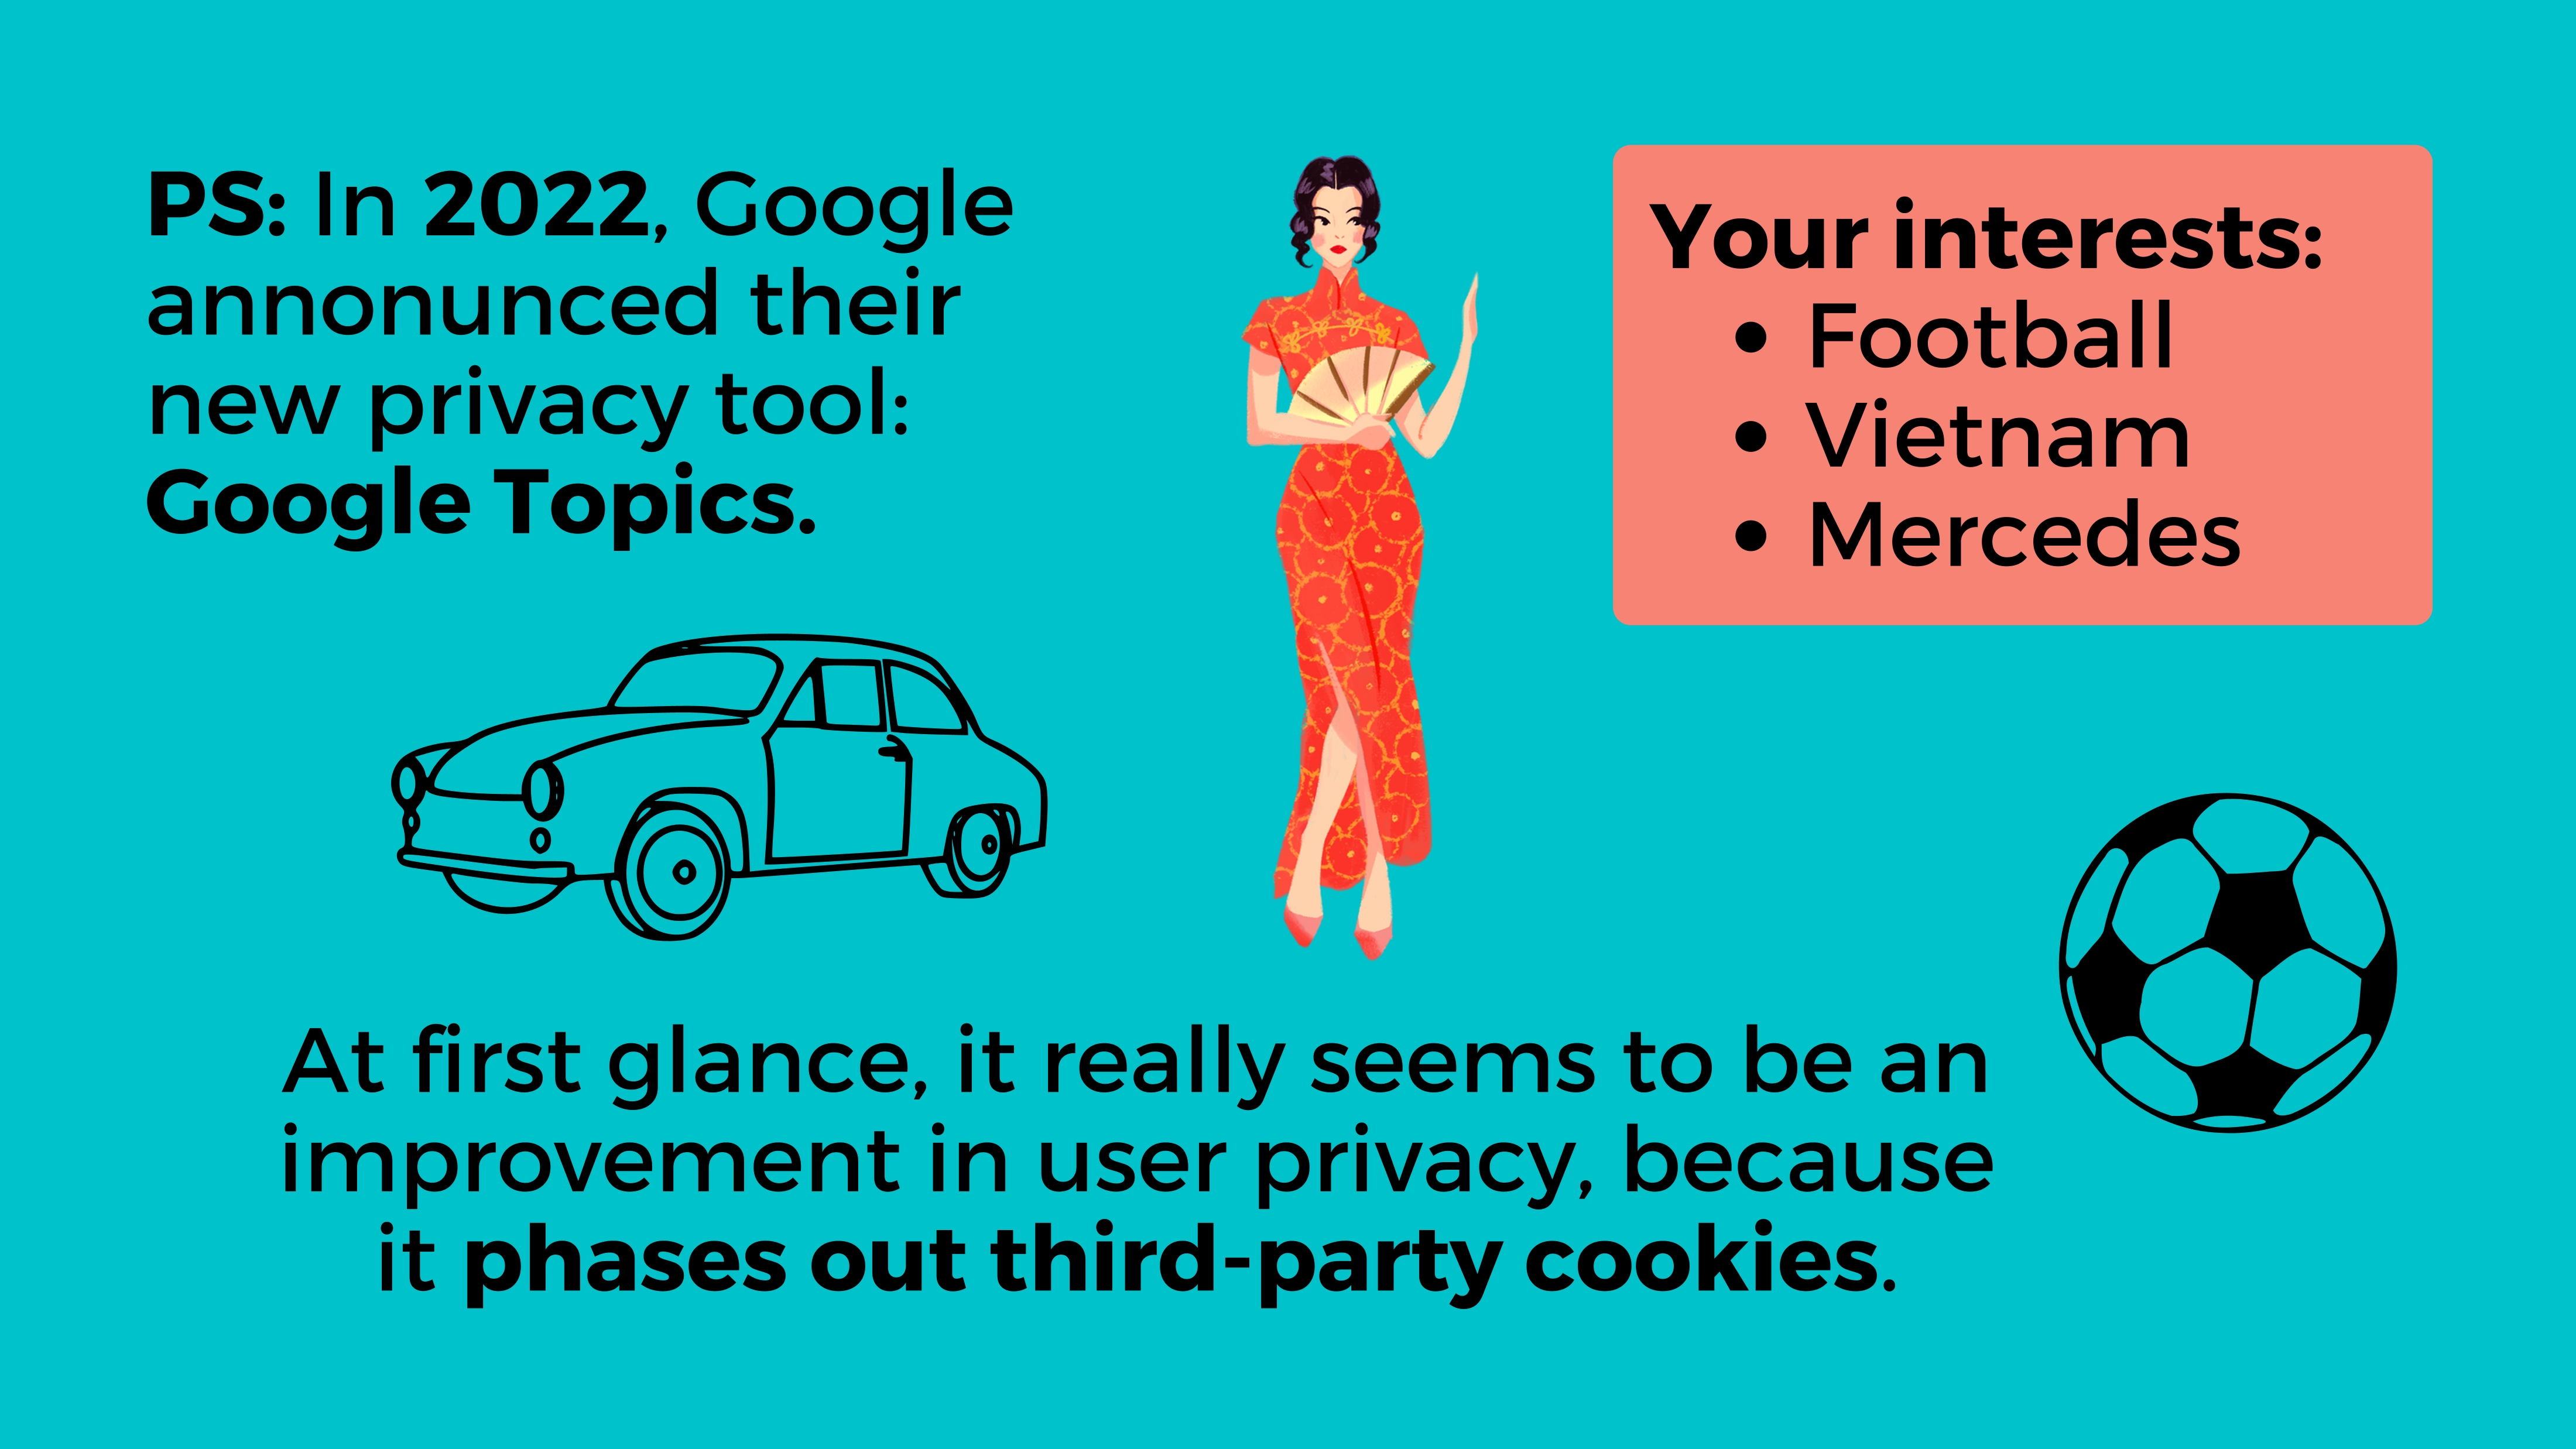 PS: In 2022, Google
annonunced their
new privacy tool:
Google Topics.
Your interests:
• Football
• Vietnam
• Mercedes
At first glance, it really seems to be an
improvement in user privacy, because
it phases out third-party cookies.